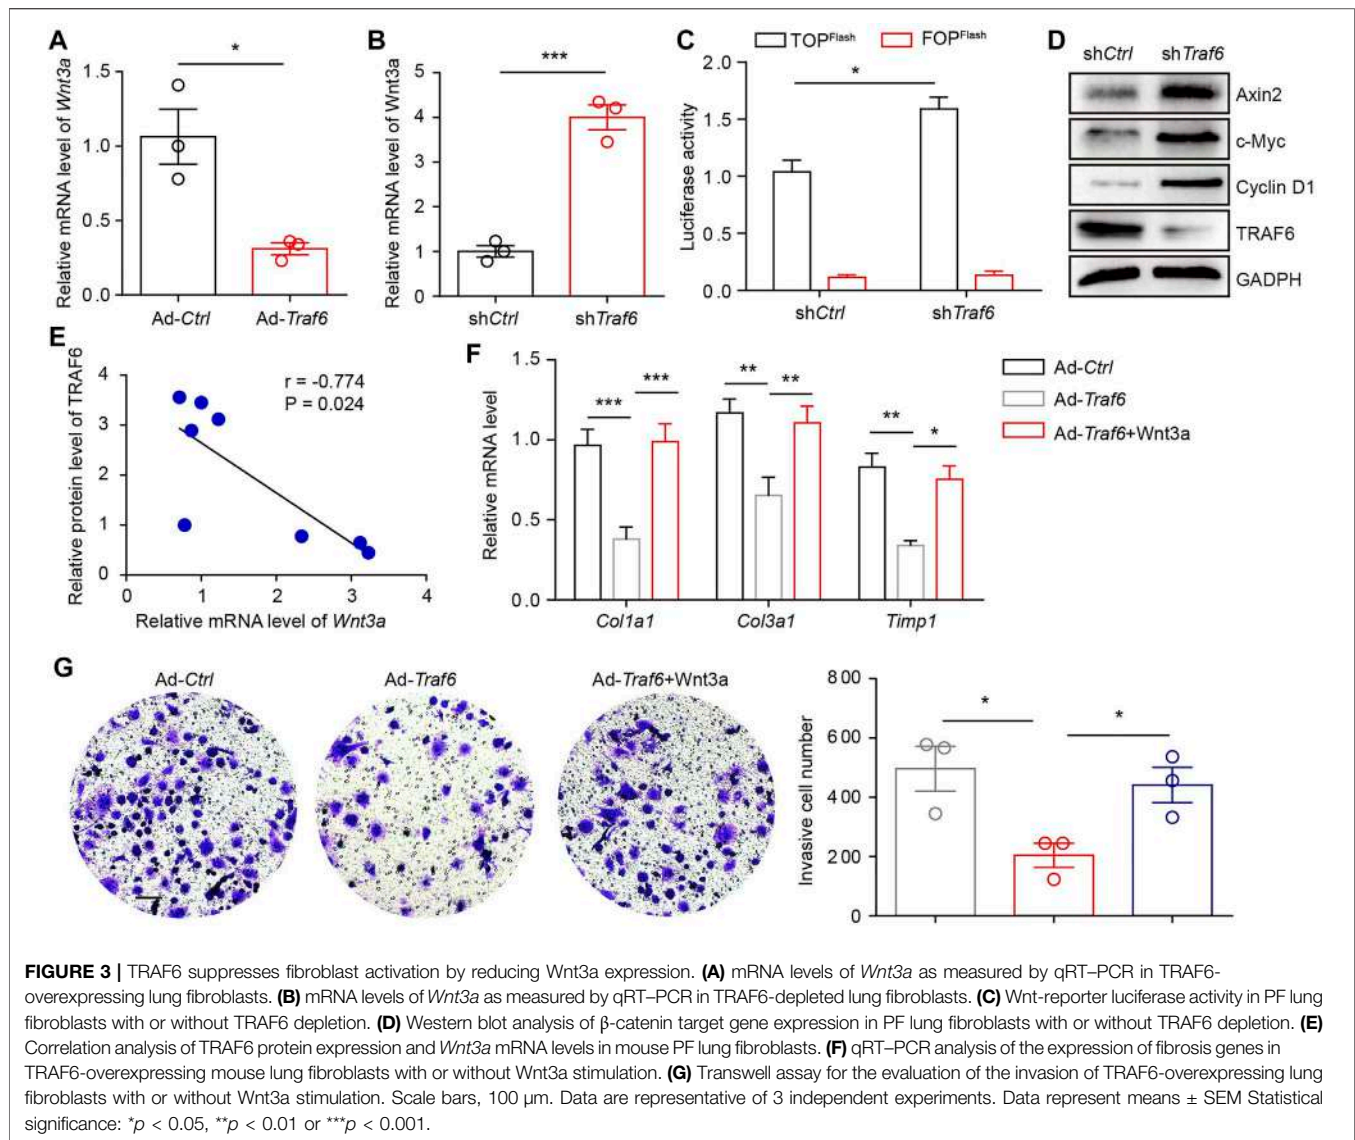 A
Relative mRNA level of Wnt3a
1.5
1.0
0.5
0.0
*
Ad-Ctrl
Ad-Traf6
B
Relative mRNA level of Wnt3a
5
4
3
2
1
0
***
shCtrl
shTraf6
C
TOPFlash
FOPFlash
Luciferase activity
2.0
1.5
1.0
0.5
0.0
*
shCtrl
shTraf6
D
shCtrl
shTraf6
Axin2
c-Myc
Cyclin D1
TRAF6
GADPH
E
Relative protein level of TRAF6
4
3
2
1
0
r = -0.774
P = 0.024
0 1 2 3 4
Relative mRNA level of Wnt3a
F
Relative mRNA level
1.5
1.0
0.5
0.0
*** ***
** **
** *
Col1a1 Col3a1 Timp1
Ad-Ctrl
Ad-Traf6
Ad-Traf6+Wnt3a
G
Ad-Ctrl
Ad-Traf6
Ad-Traf6+Wnt3a
Invasive cell number
800
600
400
200
0
* *
FIGURE 3 | TRAF6 suppresses fibroblast activation by reducing Wnt3a expression. (A) mRNA levels of Wnt3a as measured by qRT–PCR in TRAF6-
overexpressing lung fibroblasts. (B) mRNA levels of Wnt3a as measured by qRT–PCR in TRAF6-depleted lung fibroblasts. (C) Wnt-reporter luciferase activity in PF lung
fibroblasts with or without TRAF6 depletion. (D) Western blot analysis of β-catenin target gene expression in PF lung fibroblasts with or without TRAF6 depletion. (E)
Correlation analysis of TRAF6 protein expression and Wnt3a mRNA levels in mouse PF lung fibroblasts. (F) qRT–PCR analysis of the expression of fibrosis genes in
TRAF6-overexpressing mouse lung fibroblasts with or without Wnt3a stimulation. (G) Transwell assay for the evaluation of the invasion of TRAF6-overexpressing lung
fibroblasts with or without Wnt3a stimulation. Scale bars, 100 μm. Data are representative of 3 independent experiments. Data represent means ± SEM Statistical
significance: *p < 0.05, **p < 0.01 or ***p < 0.001.